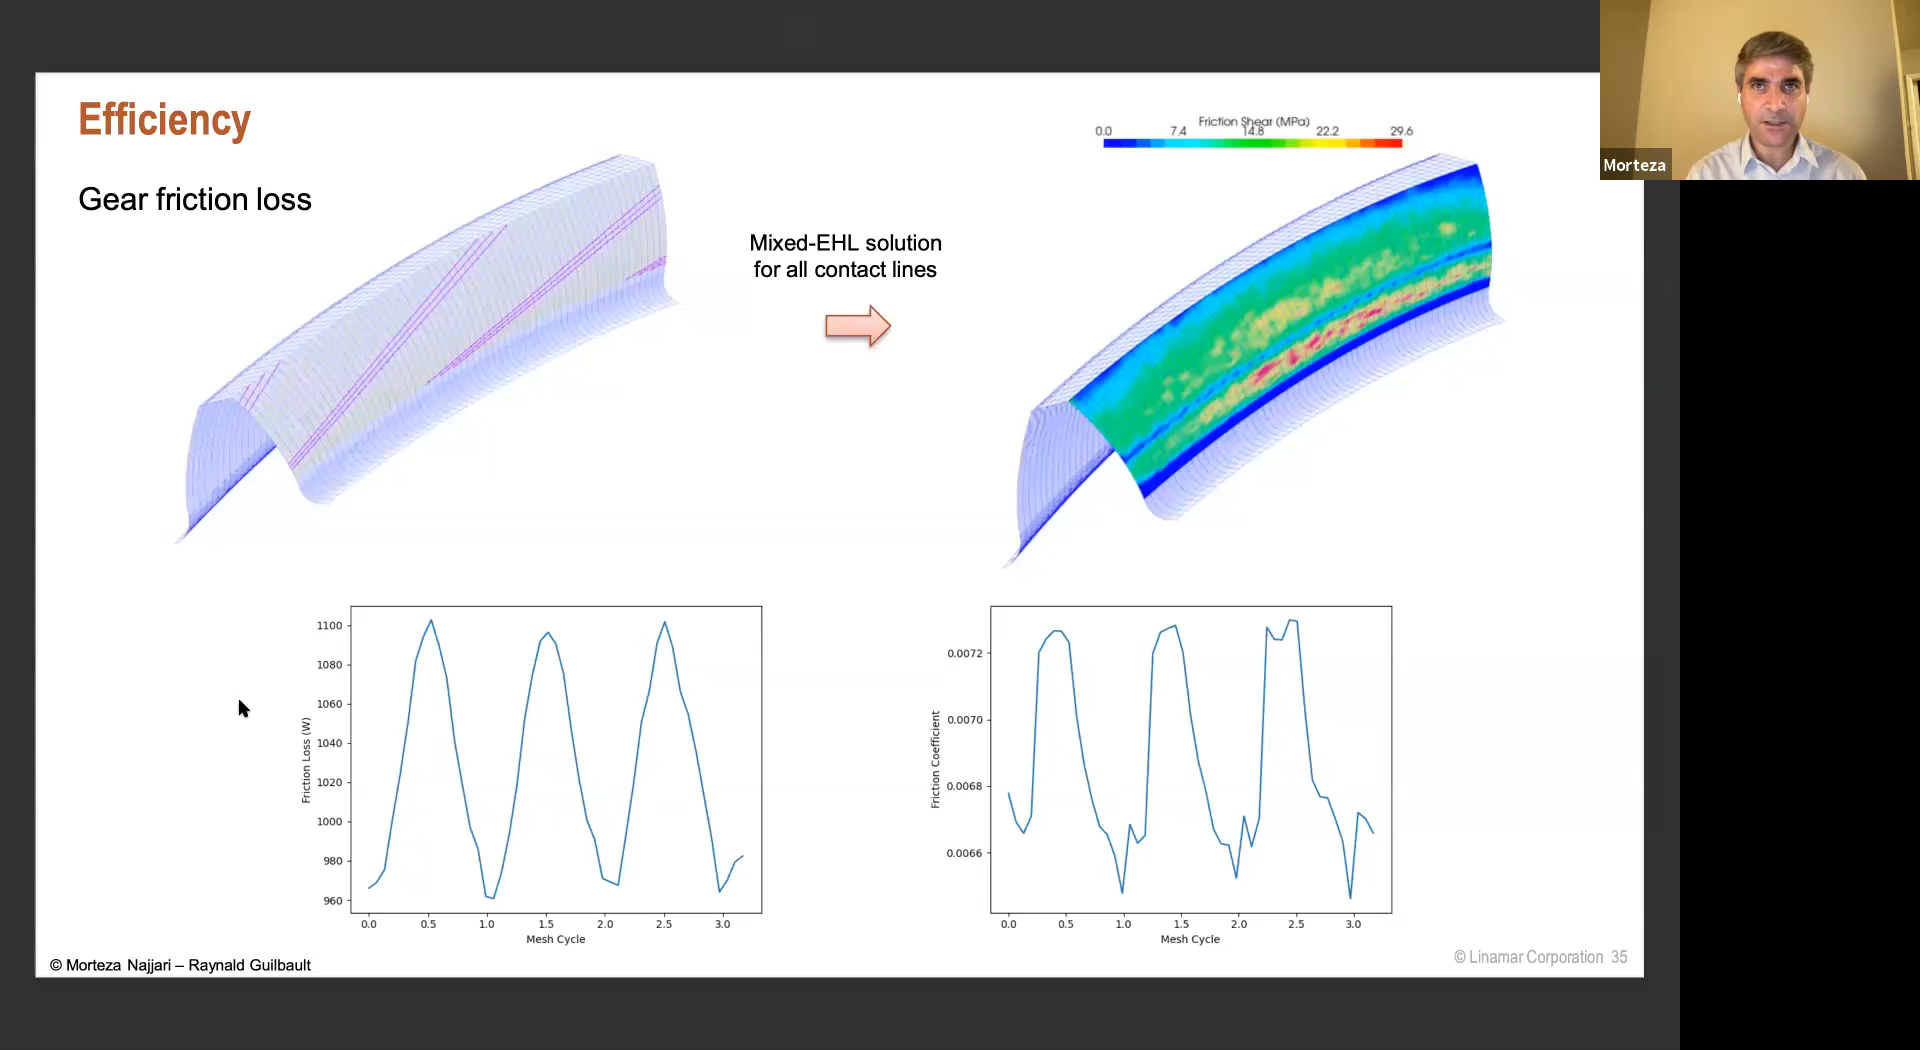 Efficiency
Gear friction loss
Mixed-EHL solution
for all contact lines
Friction Shear (MPa)
0.0 7.4 14.8 22.2 29.6
Morteza
1100
1080
1060
1040
1020
1000
980
960
Friction Loss (W)
0.0 0.5 1.0 1.5 2.0 2.5 3.0
Mesh Cycle
0.0072
0.0070
0.0068
0.0066
Friction Coefficient
0.0 0.5 1.0 1.5 2.0 2.5 3.0
Mesh Cycle
© Morteza Najjari – Raynald Guilbault
© Linamar Corporation 35